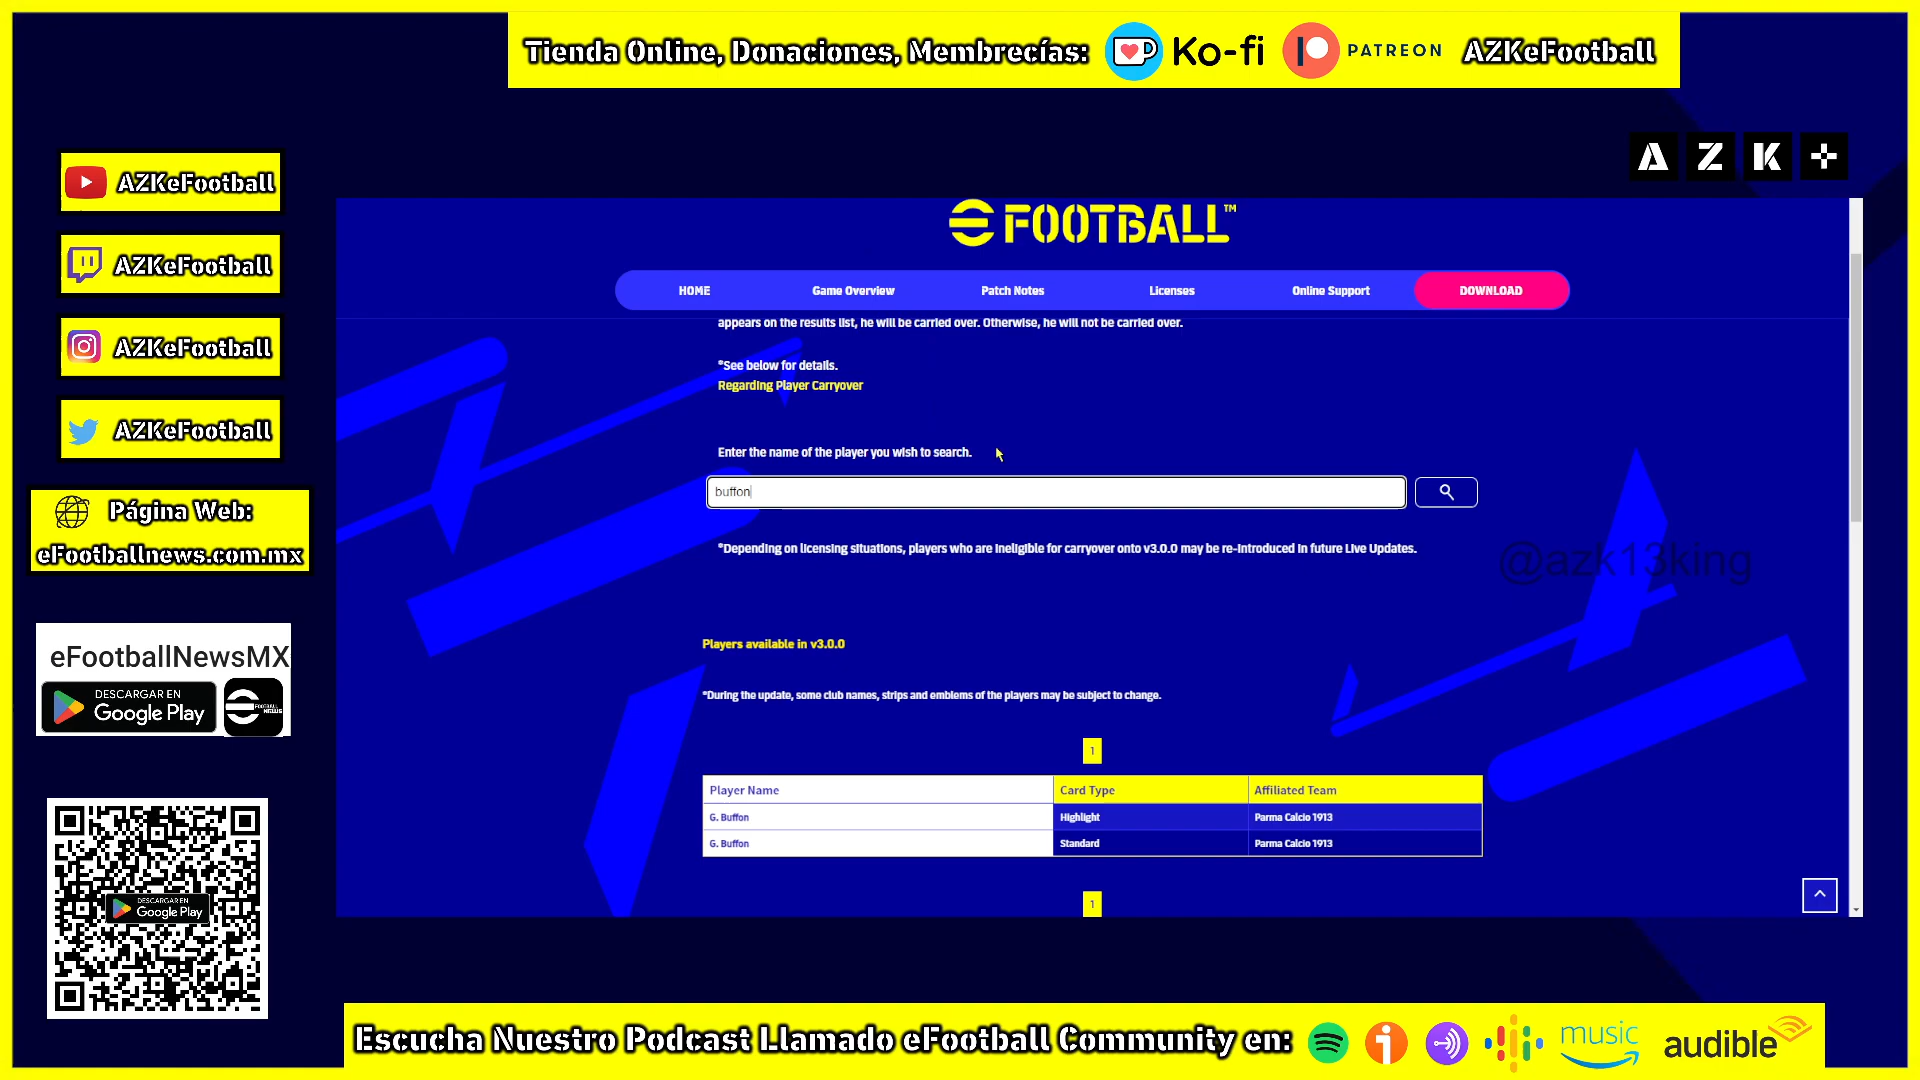 Tienda Online, Donaciones, Membrecías: Ko-fi PATREON AZKeFootball
A Z K +
AZKeFootball
AZKeFootball
AZKeFootball
AZKeFootball
Página Web:
eFootballnews.com.mx
eFootballNewsMX
DESCARGAR EN
Google Play
FOOTBALL
NEWS
DESCARGAR EN
Google Play
eFOOTBALL™
HOME Game Overview Patch Notes Licenses Online Support DOWNLOAD
appears on the results list, he will be carried over. Otherwise, he will not be carried over.
*See below for details.
Regarding Player Carryover
Enter the name of the player you wish to search.
buffon
*Depending on licensing situations, players who are ineligible for carryover onto v3.0.0 may be re-introduced in future Live Updates.
@azk13king
Players available in v3.0.0
*During the update, some club names, strips and emblems of the players may be subject to change.
1
Player Name Card Type Affiliated Team
G. Buffon Highlight Parma Calcio 1913
G. Buffon Standard Parma Calcio 1913
1
Escucha Nuestro Podcast Llamado eFootball Community en: music audible